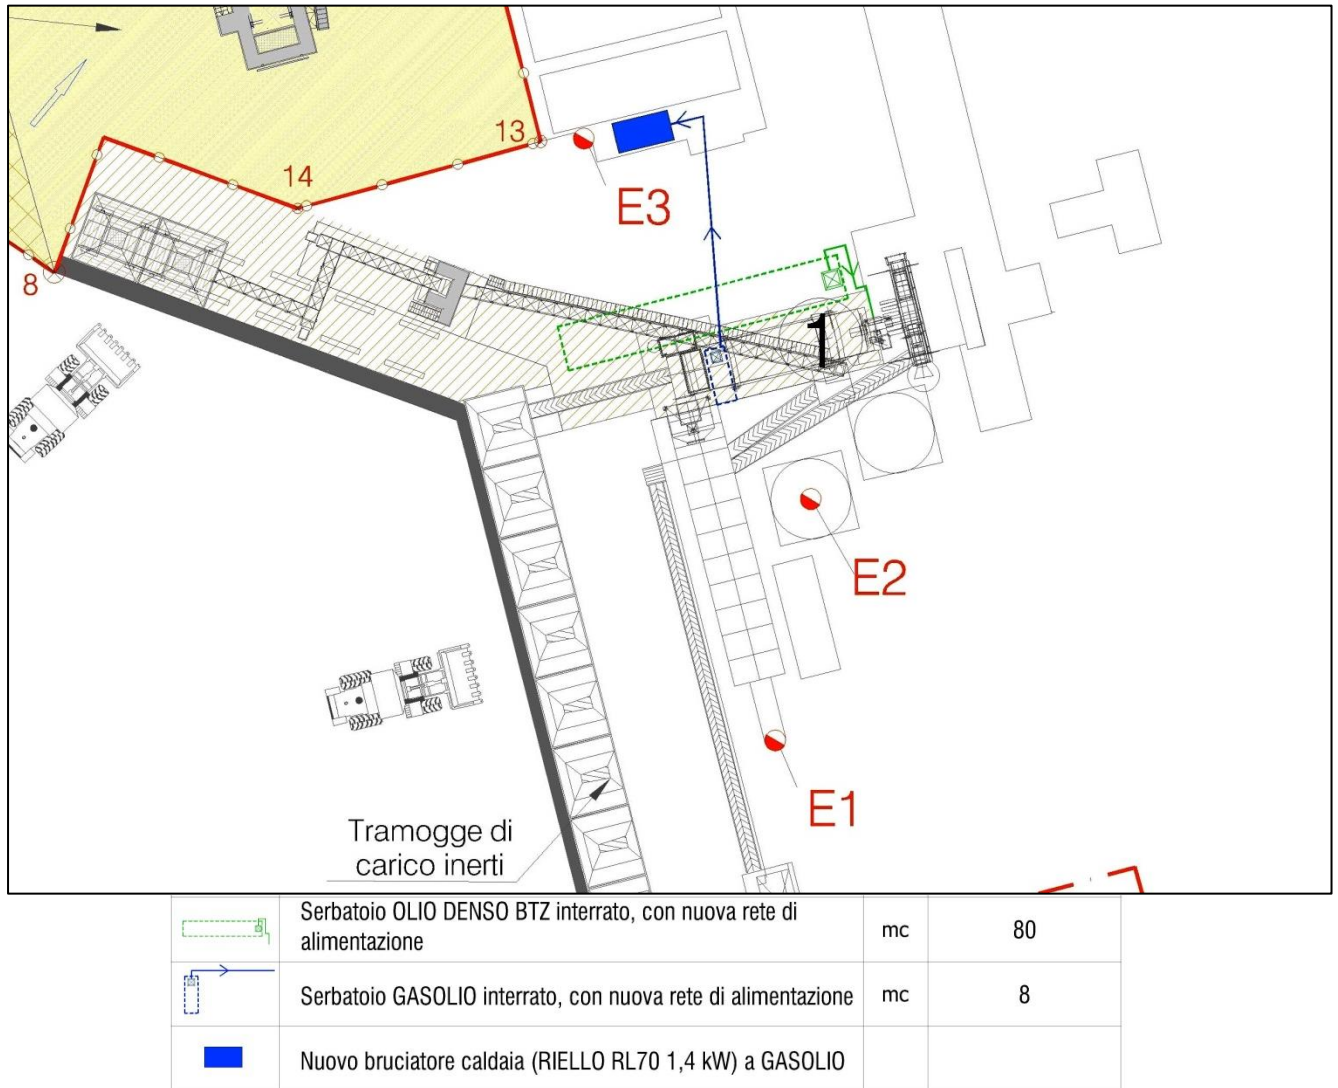 13
14
E3
8
1
E2
E1
Tramogge di
carico inerti
Serbatoio OLIO DENSO BTZ interrato, con nuova rete di
alimentazione
mc
80
Serbatoio GASOLIO interrato, con nuova rete di alimentazione
mc
8
Nuovo bruciatore caldaia (RIELLO RL70 1,4 kW) a GASOLIO